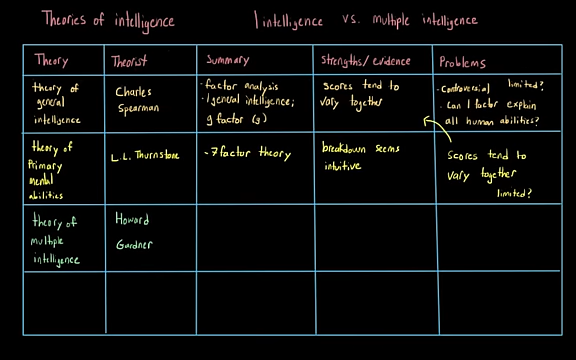 Theories of intelligence 1 intelligence vs. multiple intelligence
Theory Theorist Summary Strengths/evidence Problems
theory of
general
intelligence
Charles
Spearman
· factor analysis
· 1 general intelligence;
g factor (g)
scores tend to
vary together
· controversial limited?
· Can 1 factor explain
all human abilities?
theory of
Primary
mental
abilities
L.L. Thurnstone
- 7 factor theory
breakdown seems
intuitive
scores tend to
vary together
limited?
theory of
multiple
intelligence
Howard
Gardner